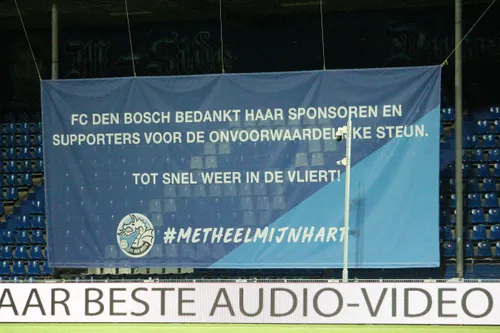 FC DEN BOSCH BEDANKT HAAR SPONSOREN EN
SUPPORTERS VOOR DE ONVOORWAARDELIJKE STEUN.
TOT SNEL WEER IN DE VLIERT!
#METHEELMIJNHART
AAR BESTE AUDIO-VIDEO